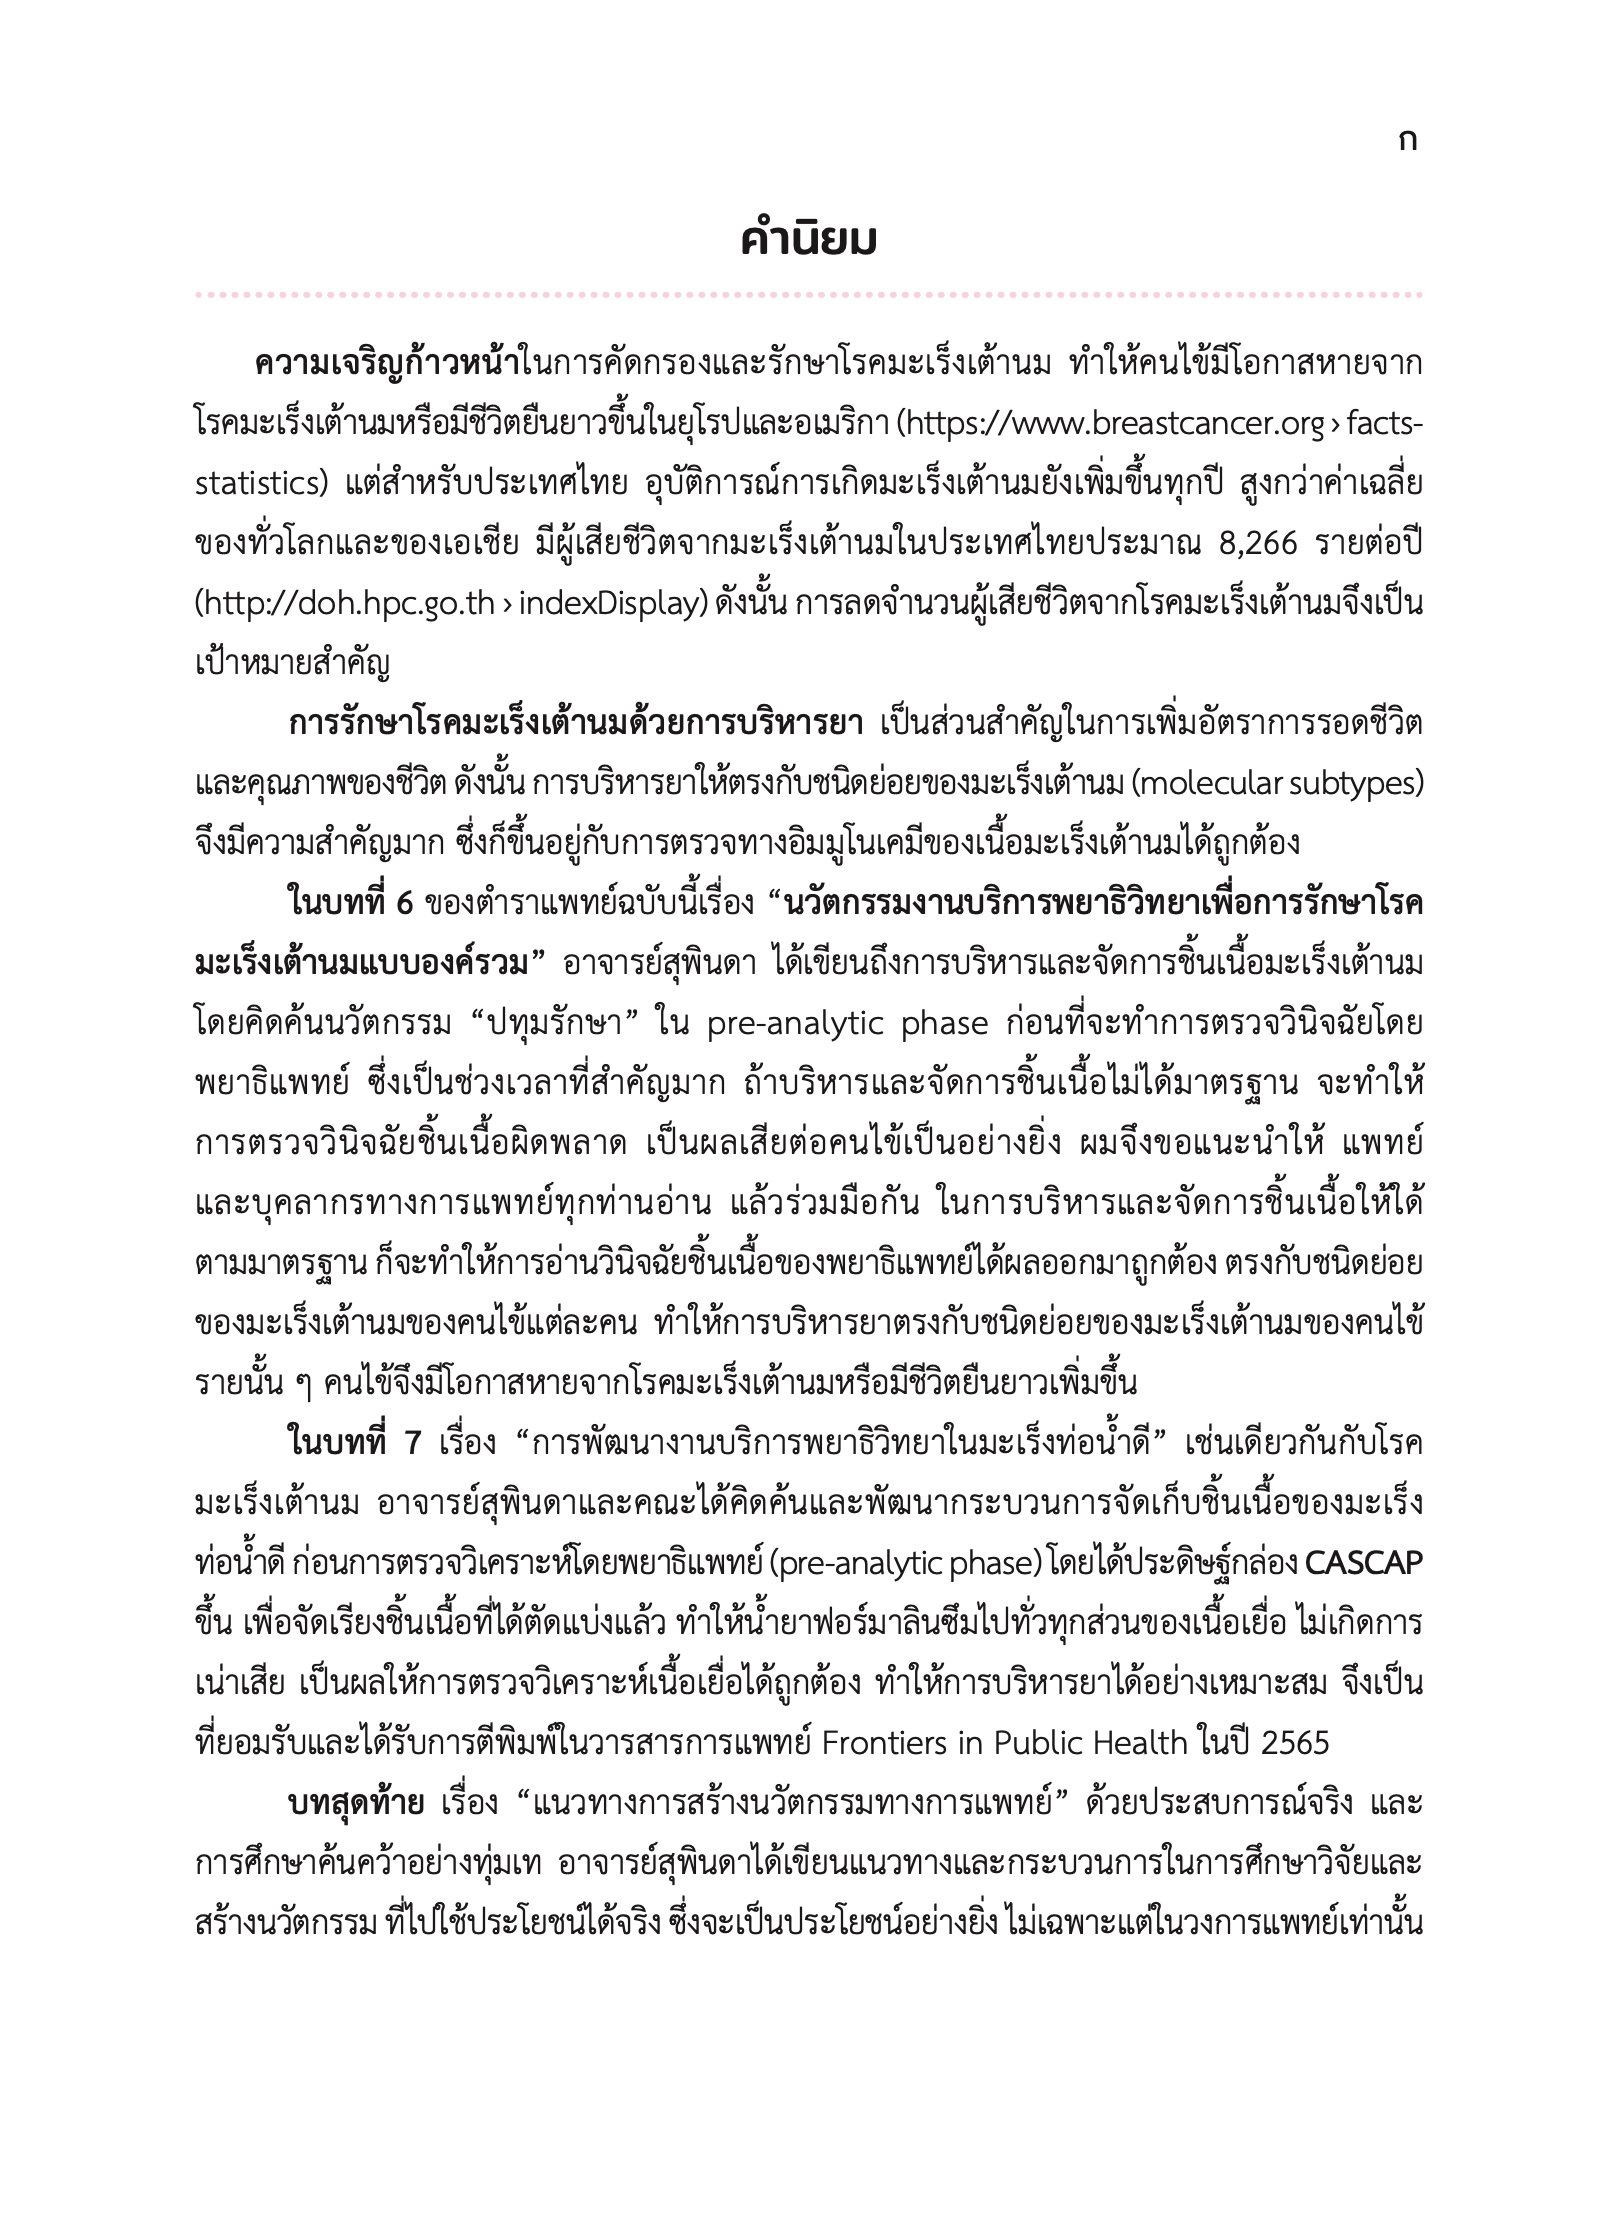 ก
คำนิยม
ความเจริญก้าวหน้าในการคัดกรองและรักษาโรคมะเร็งเต้านม ทำให้คนไข้มีโอกาสหายจาก
โรคมะเร็งเต้านมหรือมีชีวิตยืนยาวขึ้นในยุโรปและอเมริกา (https://www.breastcancer.org › facts-
statistics) แต่สำหรับประเทศไทย อุบัติการณ์การเกิดมะเร็งเต้านมยังเพิ่มขึ้นทุกปี สูงกว่าค่าเฉลี่ย
ของทั่วโลกและของเอเชีย มีผู้เสียชีวิตจากมะเร็งเต้านมในประเทศไทยประมาณ 8,266 รายต่อปี
(http://doh.hpc.go.th › indexDisplay) ดังนั้น การลดจำนวนผู้เสียชีวิตจากโรคมะเร็งเต้านมจึงเป็น
เป้าหมายสำคัญ
การรักษาโรคมะเร็งเต้านมด้วยการบริหารยา เป็นส่วนสำคัญในการเพิ่มอัตราการรอดชีวิต
และคุณภาพของชีวิต ดังนั้น การบริหารยาให้ตรงกับชนิดย่อยของมะเร็งเต้านม (molecular subtypes)
จึงมีความสำคัญมาก ซึ่งก็ขึ้นอยู่กับการตรวจทางอิมมูโนเคมีของเนื้อมะเร็งเต้านมได้ถูกต้อง
ในบทที่ 6 ของตำราแพทย์ฉบับนี้เรื่อง “นวัตกรรมงานบริการพยาธิวิทยาเพื่อการรักษาโรค
มะเร็งเต้านมแบบองค์รวม” อาจารย์สุพินดา ได้เขียนถึงการบริหารและจัดการชิ้นเนื้อมะเร็งเต้านม
โดยคิดค้นนวัตกรรม “ปทุมรักษา” ใน pre-analytic phase ก่อนที่จะทำการตรวจวินิจฉัยโดย
พยาธิแพทย์ ซึ่งเป็นช่วงเวลาที่สำคัญมาก ถ้าบริหารและจัดการชิ้นเนื้อไม่ได้มาตรฐาน จะทำให้
การตรวจวินิจฉัยชิ้นเนื้อผิดพลาด เป็นผลเสียต่อคนไข้เป็นอย่างยิ่ง ผมจึงขอแนะนำให้ แพทย์
และบุคลากรทางการแพทย์ทุกท่านอ่าน แล้วร่วมมือกัน ในการบริหารและจัดการชิ้นเนื้อให้ใด้
ตามมาตรฐาน ก็จะทำให้การอ่านวินิจฉัยชิ้นเนื้อของพยาธิแพทย์ได้ผลออกมาถูกต้อง ตรงกับชนิดย่อย
ของมะเร็งเต้านมของคนไข้แต่ละคน ทำให้การบริหารยาตรงกับชนิดย่อยของมะเร็งเต้านมของคนไข้
รายนั้น ๆ คนไข้จึงมีโอกาสหายจากโรคมะเร็งเต้านมหรือมีชีวิตยืนยาวเพิ่มขึ้น
ในบทที่ 7 เรื่อง “การพัฒนางานบริการพยาธิวิทยาในมะเร็งท่อน้ำดี” เช่นเดียวกันกับโรค
มะเร็งเต้านม อาจารย์สุพินดาและคณะได้คิดค้นและพัฒนากระบวนการจัดเก็บชิ้นเนื้อของมะเร็ง
ท่อน้ำดี ก่อนการตรวจวิเคราะห์โดยพยาธิแพทย์ (pre-analytic phase) โดยได้ประดิษฐ์กล่อง CASCAP
ขึ้น เพื่อจัดเรียงชิ้นเนื้อที่ได้ตัดแบ่งแล้ว ทำให้น้ำยาฟอร์มาลินซึมไปทั่วทุกส่วนของเนื้อเยื่อ ไม่เกิดการ
เน่าเสีย เป็นผลให้การตรวจวิเคราะห์เนื้อเยื่อได้ถูกต้อง ทำให้การบริหารยาได้อย่างเหมาะสม จึงเป็น
ที่ยอมรับและได้รับการตีพิมพ์ในวารสารการแพทย์ Frontiers in Public Health ในปี 2565
บทสุดท้าย เรื่อง “แนวทางการสร้างนวัตกรรมทางการแพทย์” ด้วยประสบการณ์จริง และ
การศึกษาค้นคว้าอย่างทุ่มเท อาจารย์สุพินดาได้เขียนแนวทางและกระบวนการในการศึกษาวิจัยและ
สร้างนวัตกรรม ที่ไปใช้ประโยชน์ได้จริง ซึ่งจะเป็นประโยชน์อย่างยิ่ง ไม่เฉพาะแต่ในวงการแพทย์เท่านั้น